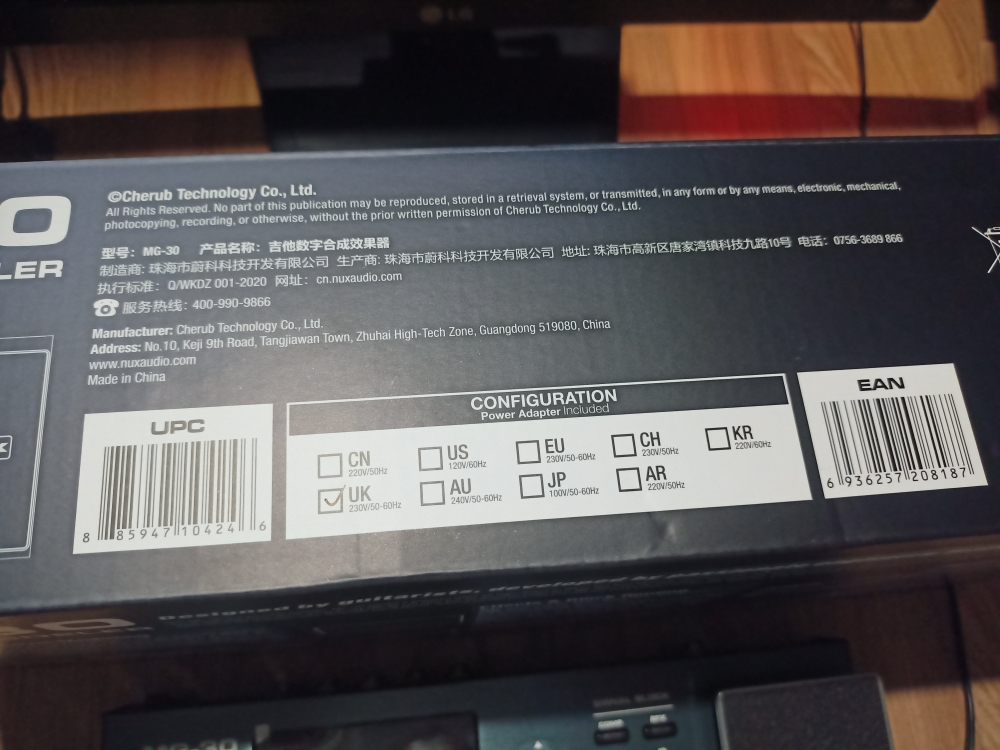 LG
©Cherub Technology Co., Ltd.
All Rights Reserved. No part of this publication may be reproduced, stored in a retrieval system, or transmitted, in any form or by any means, electronic, mechanical,
photocopying, recording, or otherwise, without the prior written permission of Cherub Technology Co., Ltd.
O
LER
型号: MG-30 产品名称: 吉他数字合成效果器
制造商: 珠海市蔚科科技开发有限公司 生产商: 珠海市蔚科科技开发有限公司 地址: 珠海市高新区唐家湾镇科技九路10号 电话: 0756-3689 866
执行标准: Q/WKDZ 001-2020 网址: cn.nuxaudio.com
服务热线: 400-990-9866
Manufacturer: Cherub Technology Co., Ltd.
Address: No.10, Keji 9th Road, Tangjiawan Town, Zhuhai High-Tech Zone, Guangdong 519080, China
www.nuxaudio.com
Made in China
UPC
8 85947 10424 6
CONFIGURATION
Power Adapter Included
CN 220V/50Hz
US 120V/60Hz
EU 230V/50-60Hz
CH 230V/50Hz
KR 220V/60Hz
UK 230V/50-60Hz
AU 240V/50-60Hz
JP 100V/50-60Hz
AR 220V/50Hz
EAN
6 936257 208187
Designed by guitarists, developed by
MG-30